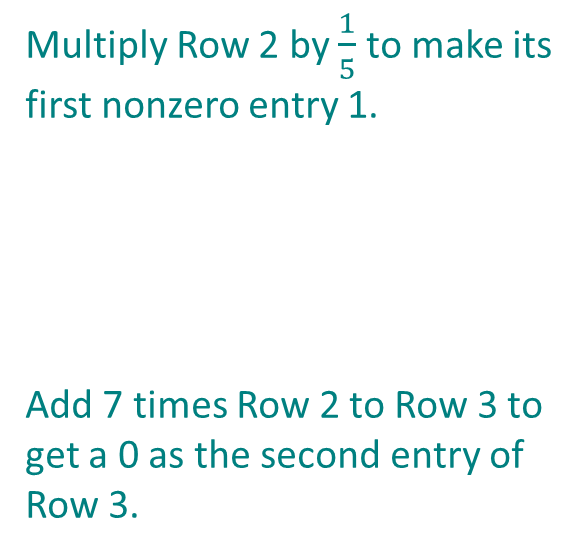 Multiply Row 2 by 1/5 to make its
first nonzero entry 1.
Add 7 times Row 2 to Row 3 to
get a 0 as the second entry of
Row 3.